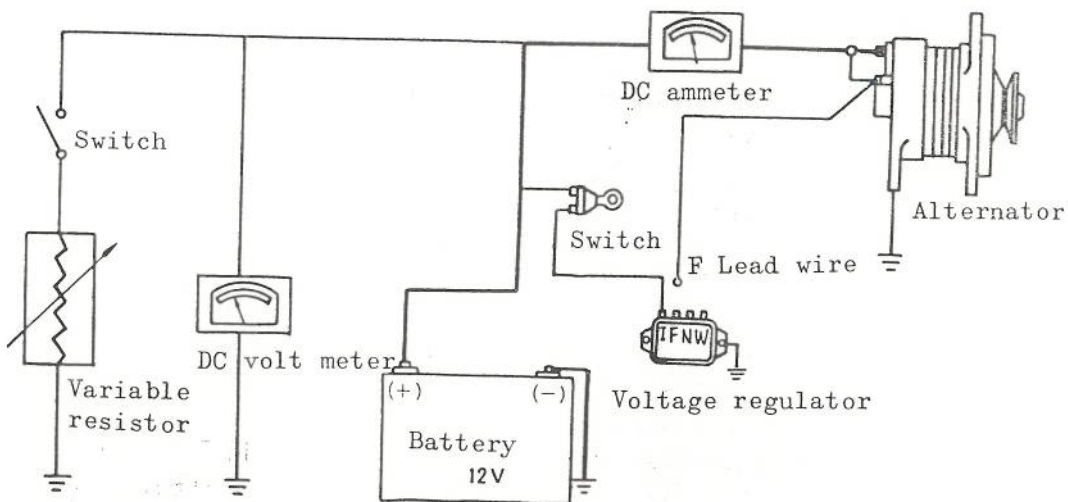 DC ammeter
Switch
Alternator
Switch
F Lead wire
DC volt meter
(+)
(-)
IFNW
Variable
resistor
Voltage regulator
Battery
12V